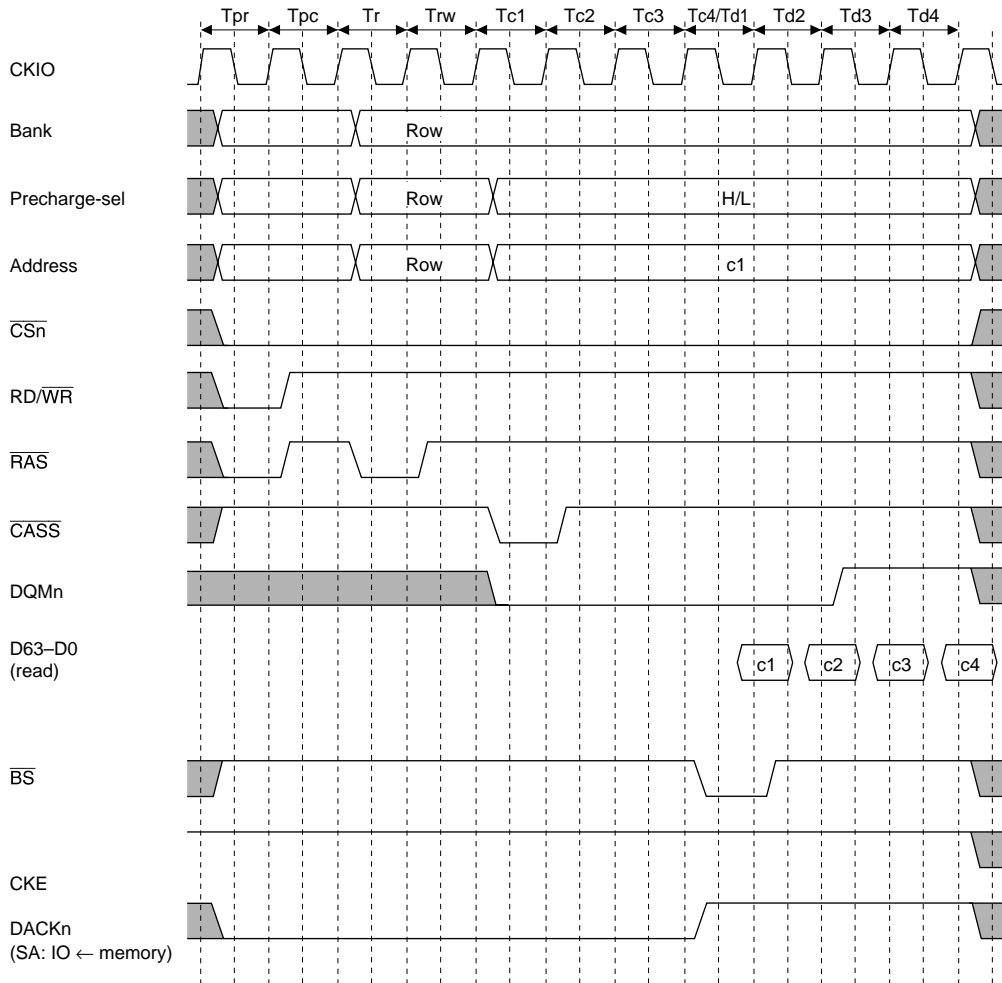 Tpr Tpc Tr Trw Tc1 Tc2 Tc3 Tc4/Td1 Td2 Td3 Td4
CKIO
Bank Row
Precharge-sel Row H/L
Address Row c1
CSn
RD/WR
RAS
CASS
DQMn
D63–D0
(read) c1 c2 c3 c4
BS
CKE
DACKn
(SA: IO ← memory)